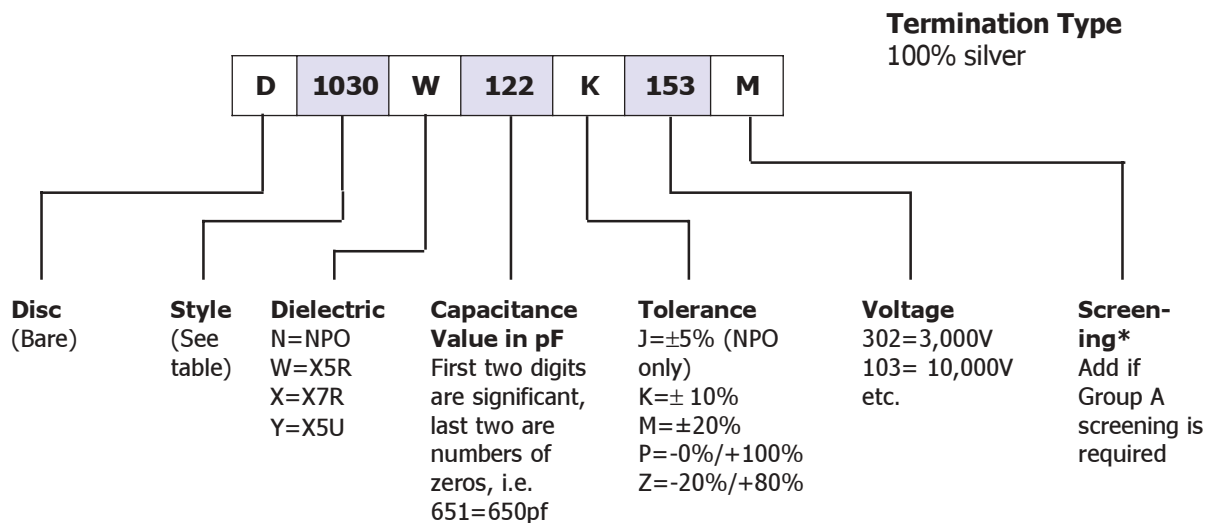 Termination Type
100% silver
D 1030 W 122 K 153 M
Disc
(Bare)
Style
(See
table)
Dielectric
N=NPO
W=X5R
X=X7R
Y=X5U
Capacitance
Value in pF
First two digits
are significant,
last two are
numbers of
zeros, i.e.
651=650pf
Tolerance
J=±5% (NPO
only)
K=± 10%
M=±20%
P=-0%/+100%
Z=-20%/+80%
Voltage
302=3,000V
103= 10,000V
etc.
Screen-
ing*
Add if
Group A
screening is
required